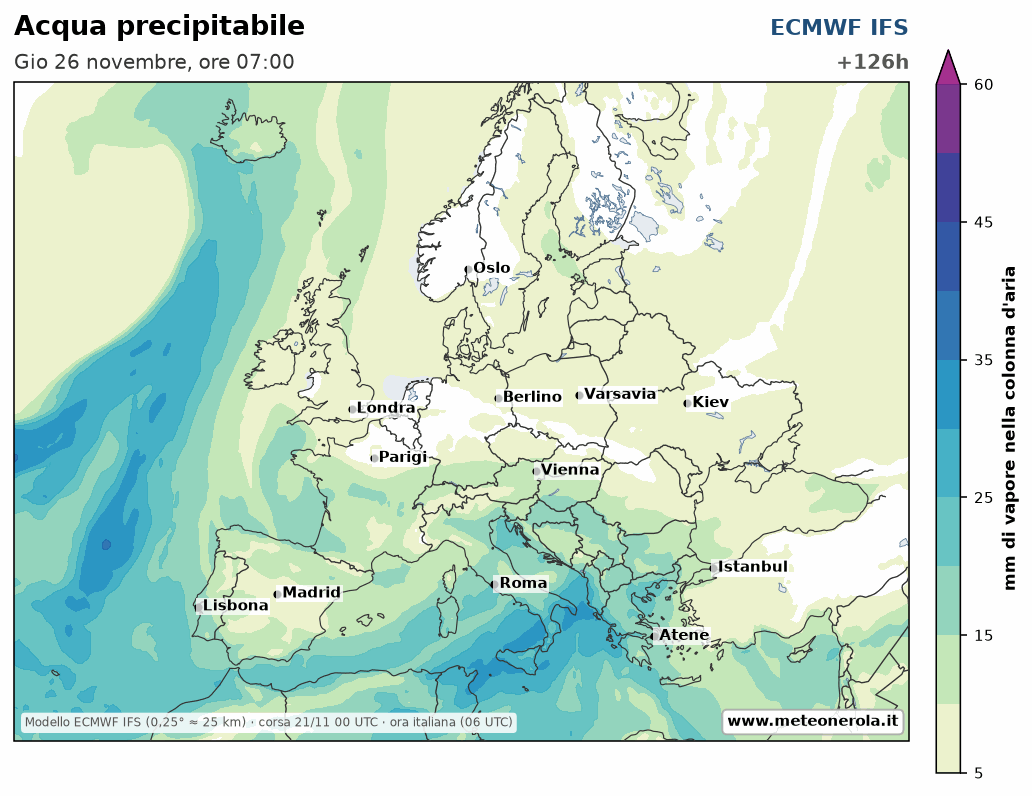 Acqua precipitabile
ECMWF IFS
Gio 26 novembre, ore 07:00
+126h
60
45
35
25
15
5
mm di vapore nella colonna d'aria
Oslo
Berlino
Varsavia
Kiev
Londra
Parigi
Vienna
Istanbul
Roma
Madrid
Lisbona
Atene
Modello ECMWF IFS (0,25° ≈ 25 km) · corsa 21/11 00 UTC · ora italiana (06 UTC)
www.meteonerola.it